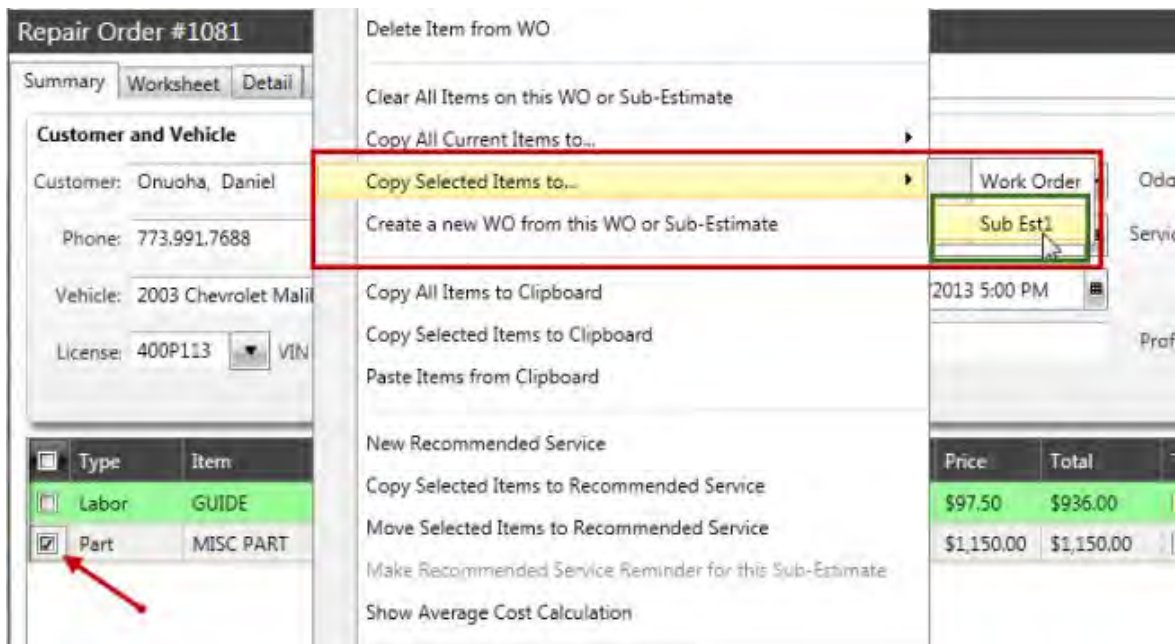 Repair Order #1081
Summary Worksheet Detail
Customer and Vehicle
Customer: Onuoha, Daniel
Phone: 773.991.7688
Vehicle: 2003 Chevrolet
License: 400P113 VIN
Type Item
Labor GUIDE
Part MISC PART
Delete Item from WO
Clear All Items on this WO or Sub-Estimate
Copy All Current Items to...
Copy Selected Items to...
Create a new WO from this WO or Sub-Estimate
Copy All Items to Clipboard
Copy Selected Items to Clipboard
Paste Items from Clipboard
New Recommended Service
Copy Selected Items to Recommended Service
Move Selected Items to Recommended Service
Make Recommended Service Reminder for this Sub-Estimate
Show Average Cost Calculation
Work Order
Sub Est1
/2013 5:00 PM
Price Total
$97.50 $936.00
$1,150.00 $1,150.00